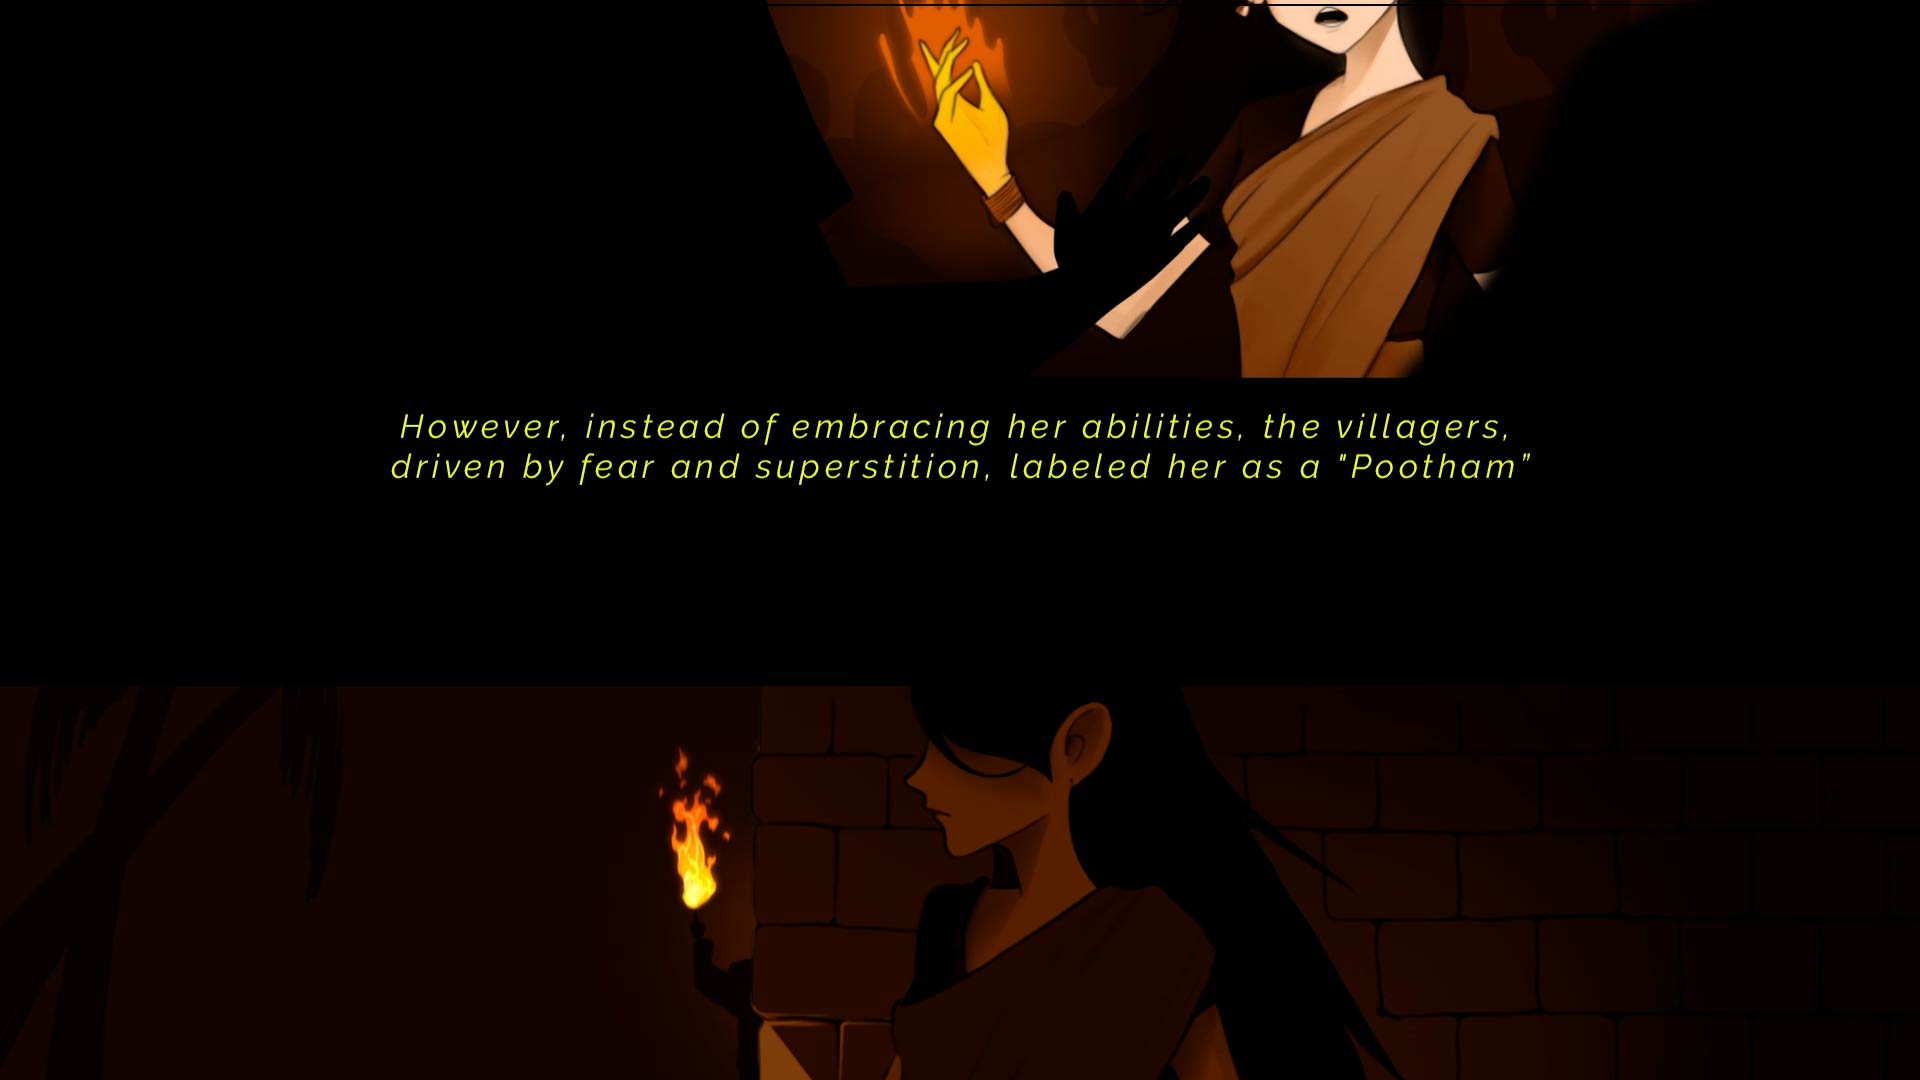 However, instead of embracing her abilities, the villagers,
driven by fear and superstition, labeled her as a "Pootham”